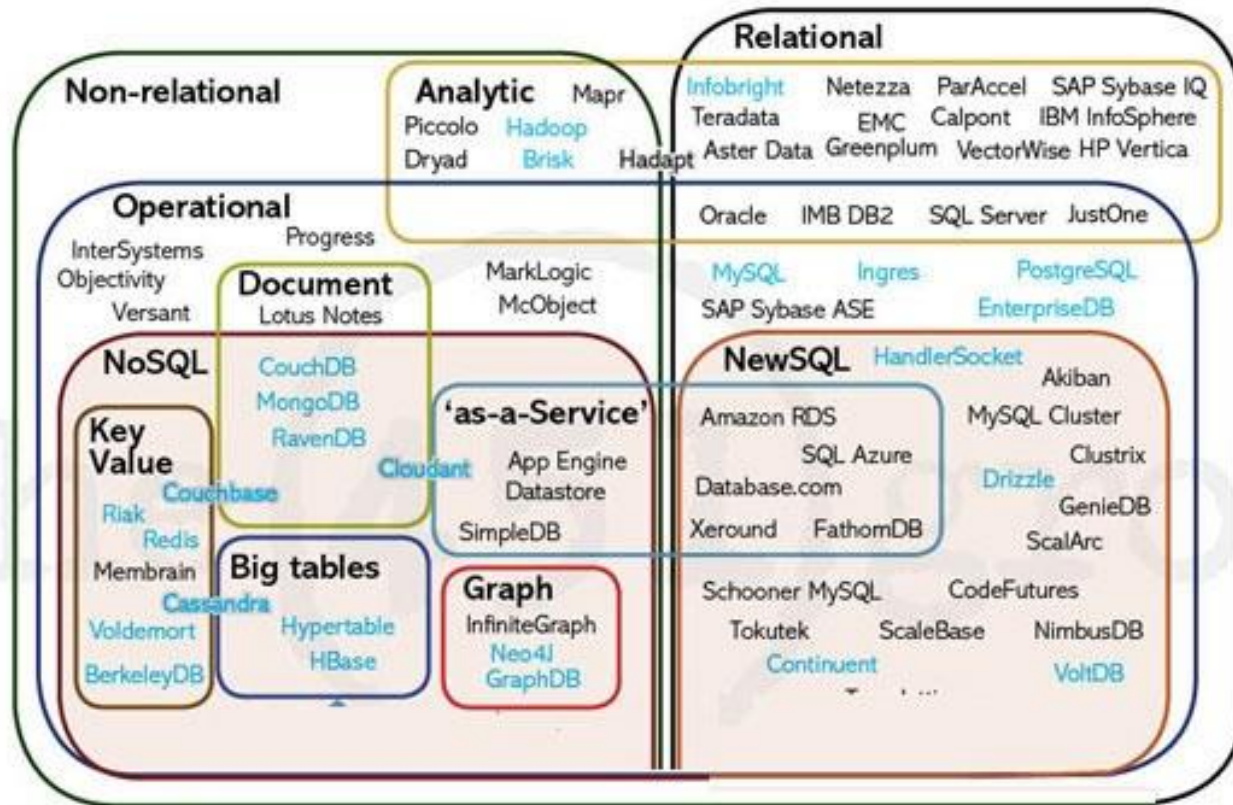 Relational
Non-relational
Analytic
Mapr
Piccolo
Hadoop
Dryad
Brisk
Hadapt
Infobright
Netezza
ParAccel
SAP Sybase IQ
Teradata
EMC
Calpont
IBM InfoSphere
Aster Data
Greenplum
VectorWise
HP Vertica
Operational
InterSystems
Progress
Objectivity
Versant
Document
Lotus Notes
MarkLogic
McObject
Oracle
IMB DB2
SQL Server
JustOne
MySQL
Ingres
PostgreSQL
SAP Sybase ASE
EnterpriseDB
NoSQL
CouchDB
MongoDB
RavenDB
Cloudant
Key
Value
Couchbase
Riak
Redis
Membrain
Cassandra
Voldemort
BerkeleyDB
Big tables
Hypertable
HBase
'as-a-Service'
App Engine
Datastore
SimpleDB
Graph
InfiniteGraph
Neo4J
GraphDB
NewSQL
HandlerSocket
Akiban
Amazon RDS
MySQL Cluster
SQL Azure
Clustrix
Database.com
Drizzle
GenieDB
Xeround
FathomDB
ScalArc
Schooner MySQL
CodeFutures
Tokutek
ScaleBase
NimbusDB
Continuent
VoltDB